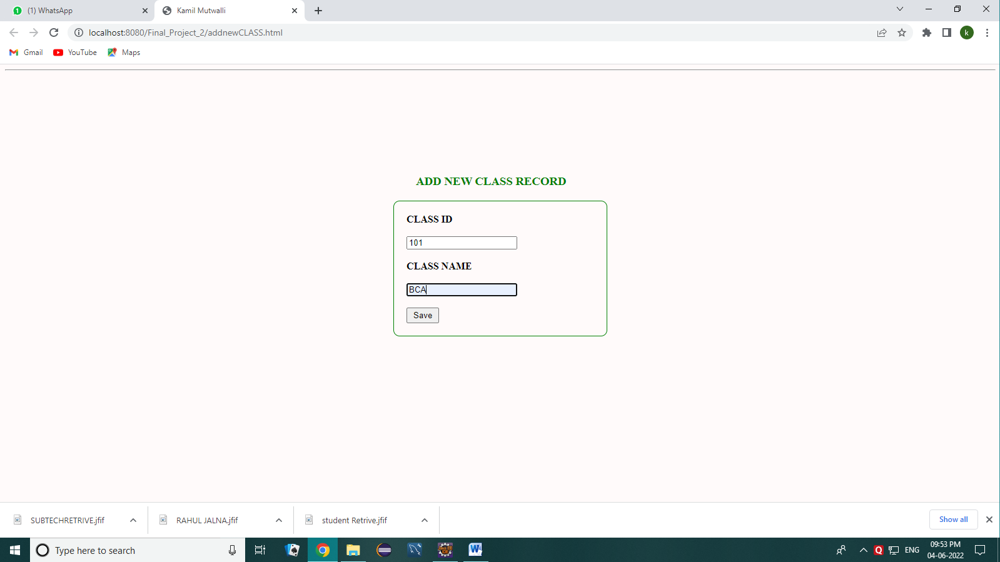 (1) WhatsApp
Kamil Mutwalli
localhost:8080/Final_Project_2/addnewCLASS.html
k
Gmail
YouTube
Maps
ADD NEW CLASS RECORD
CLASS ID
101
CLASS NAME
BCA
Save
SUBTECHRETRIVE.jfif
RAHUL JALNA.jfif
student Retrive.jfif
Show all
Type here to search
ENG
09:53 PM
04-06-2022